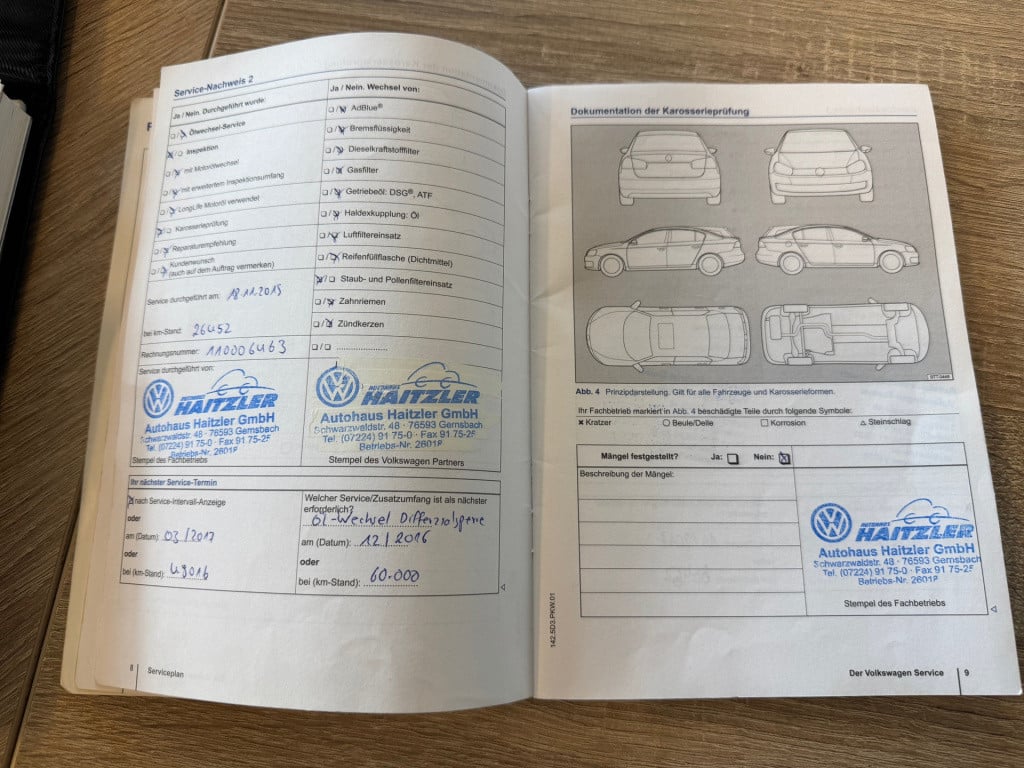 Service-Nachweis 2
Ja / Nein. Durchgeführt wurde:
Ölwechsel-Service
Inspektion
mit Motorölwechsel
mit erweitertem Inspektionsumfang
LongLife Motoröl verwendet
Karosserieprüfung
Reparaturempfehlung
Kundenwunsch
(auch auf dem Auftrag vermerken)
Service durchgeführt am: 18.11.2015
bei km-Stand: 26452
Rechnungsnummer: 110006463
Service durchgeführt von:
AUTOHAUS
HAITZLER
Autohaus Haitzler GmbH
Schwarzwaldstr. 48 · 76593 Gernsbach
Tel. (07224) 91 75-0 · Fax 91 75-25
Betriebs-Nr. 2601
Stempel des Fachbetriebs
Ja / Nein. Wechsel von:
AdBlue®
Bremsflüssigkeit
Dieselkraftstofffilter
Gasfilter
Getriebeöl: DSG®, ATF
Haldexkupplung: Öl
Luftfiltereinsatz
Reifenfüllflasche (Dichtmittel)
Staub- und Pollenfiltereinsatz
Zahnriemen
Zündkerzen
AUTOHAUS
HAITZLER
Autohaus Haitzler GmbH
Schwarzwaldstr. 48 · 76593 Gernsbach
Tel. (07224) 91 75-0 · Fax 91 75-25
Betriebs-Nr. 2601
Stempel des Volkswagen Partners
Ihr nächster Service-Termin
nach Service-Intervall-Anzeige
oder
am (Datum): 03/2017
oder
bei (km-Stand): 49016
Welcher Service/Zusatzumfang ist als nächster
erforderlich?
Öl-Wechsel
am (Datum): 12/2016
oder
bei (km-Stand): 60.000
8 Serviceplan
Dokumentation der Karosserieprüfung
Abb. 4 Prinzipdarstellung. Gilt für alle Fahrzeuge und Karosserieformen.
Ihr Fachbetrieb markiert in Abb. 4 beschädigte Teile durch folgende Symbole:
Kratzer Beule/Delle Korrosion Steinschlag
Mängel festgestellt? Ja: Nein:
Beschreibung der Mängel:
AUTOHAUS
HAITZLER
Autohaus Haitzler GmbH
Schwarzwaldstr. 48 · 76593 Gernsbach
Tel. (07224) 91 75-0 · Fax 91 75-25
Betriebs-Nr. 2601
Stempel des Fachbetriebs
142.5D3.PKW.01
Der Volkswagen Service 9